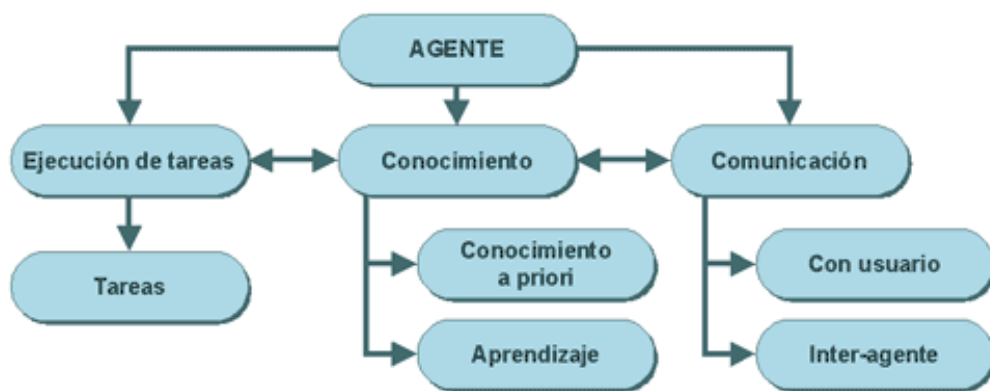 AGENTE
Ejecución de tareas
Conocimiento
Comunicación
Conocimiento
a priori
Con usuario
Tareas
Aprendizaje
Inter-agente